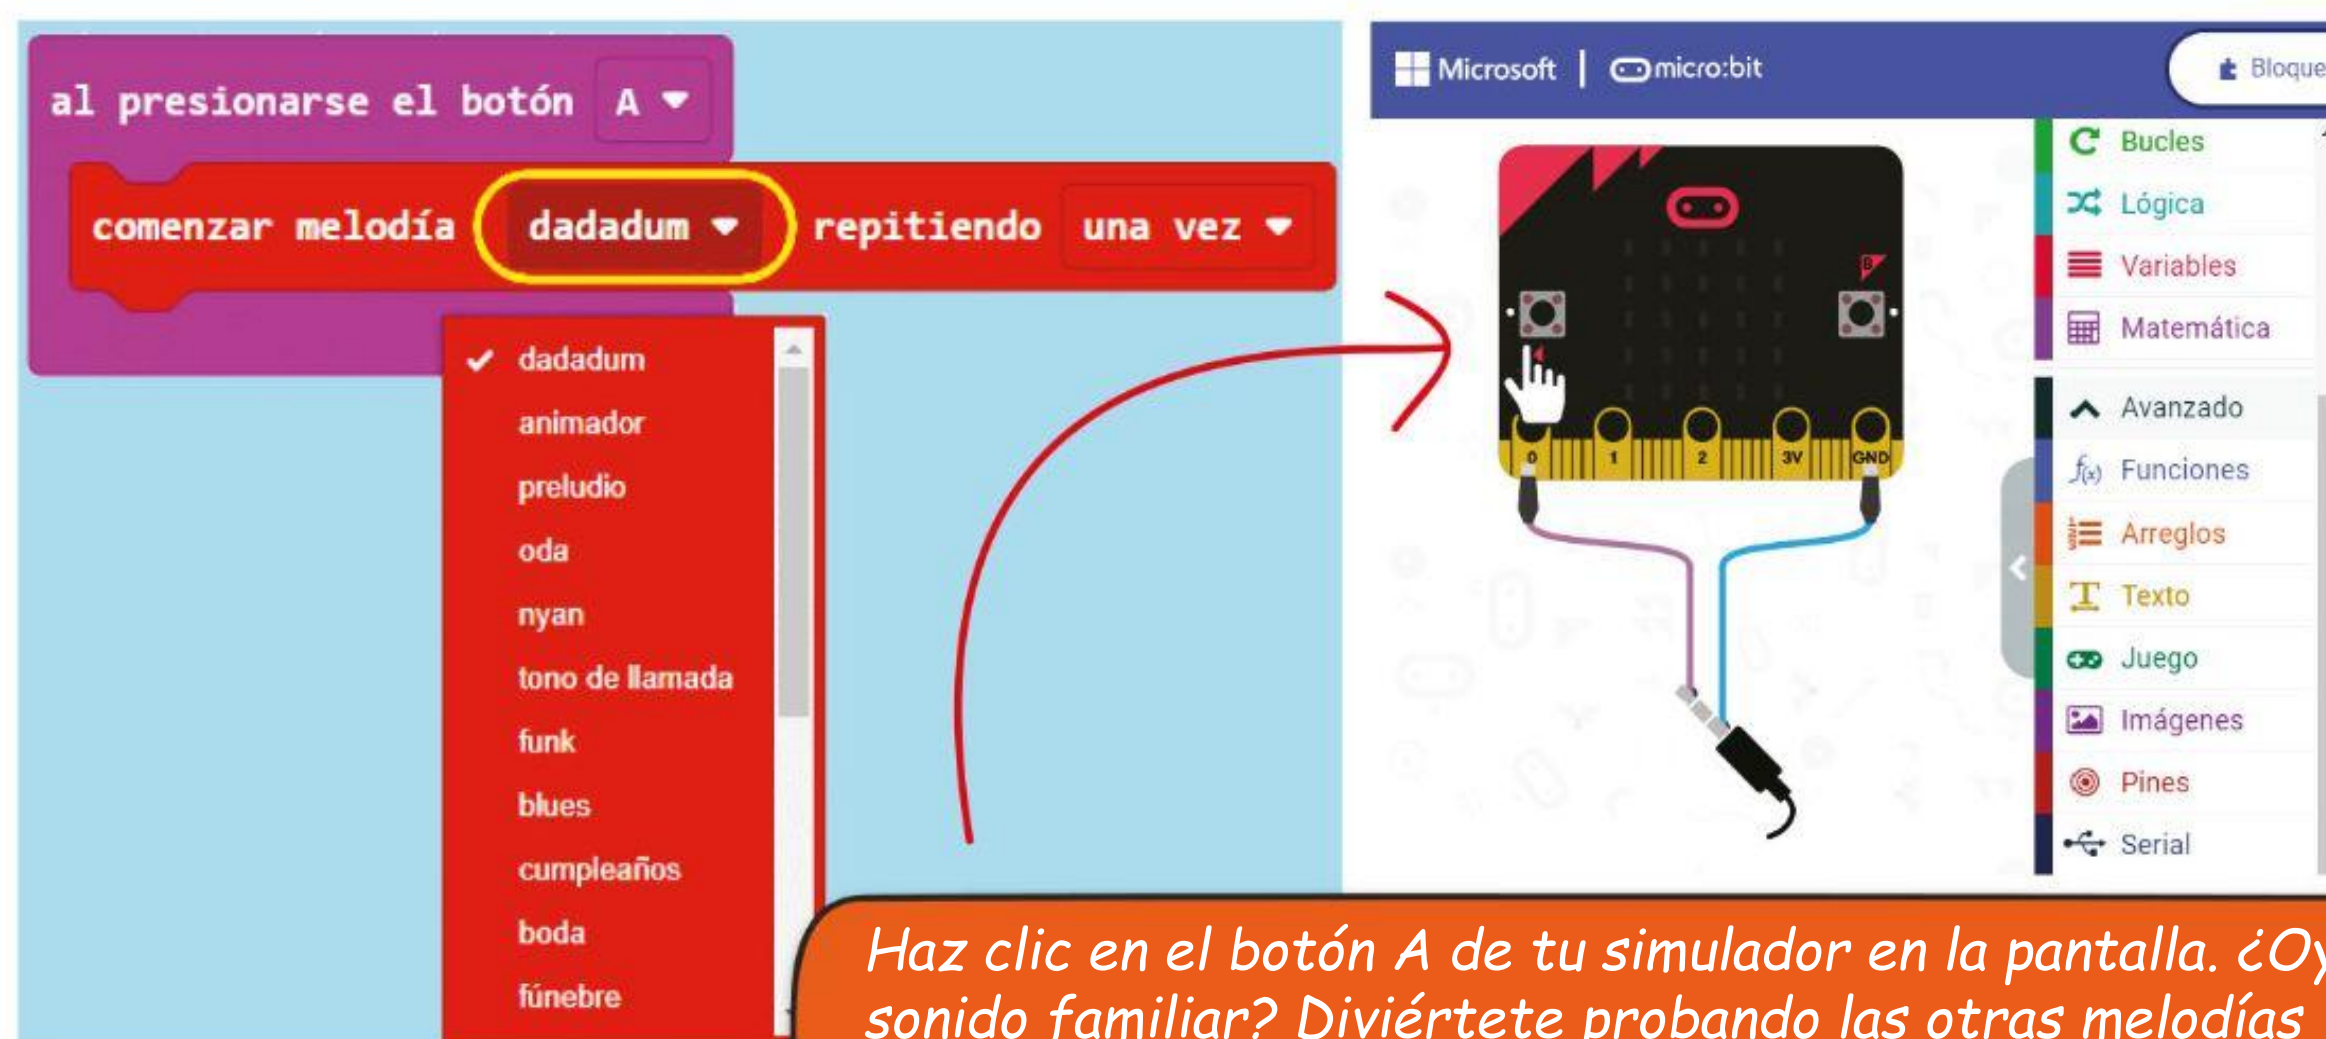 al presionarse el botón A
comenzar melodía dadadum repitiendo una vez
dadadum
animador
preludio
oda
nyan
tono de llamada
funk
blues
cumpleaños
boda
fúnebre
Microsoft | micro:bit
Bloque
B
0 1 2 3V GND
Bucles
Lógica
Variables
Matemática
Avanzado
Funciones
Arreglos
Texto
Juego
Imágenes
Pines
Serial
Haz clic en el botón A de tu simulador en la pantalla. ¿Oy
sonido familiar? Diviértete probando las otras melodías